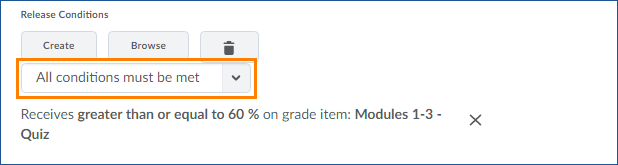 Release Conditions
Create Browse
All conditions must be met
Receives greater than or equal to 60 % on grade item: Modules 1-3 -
Quiz